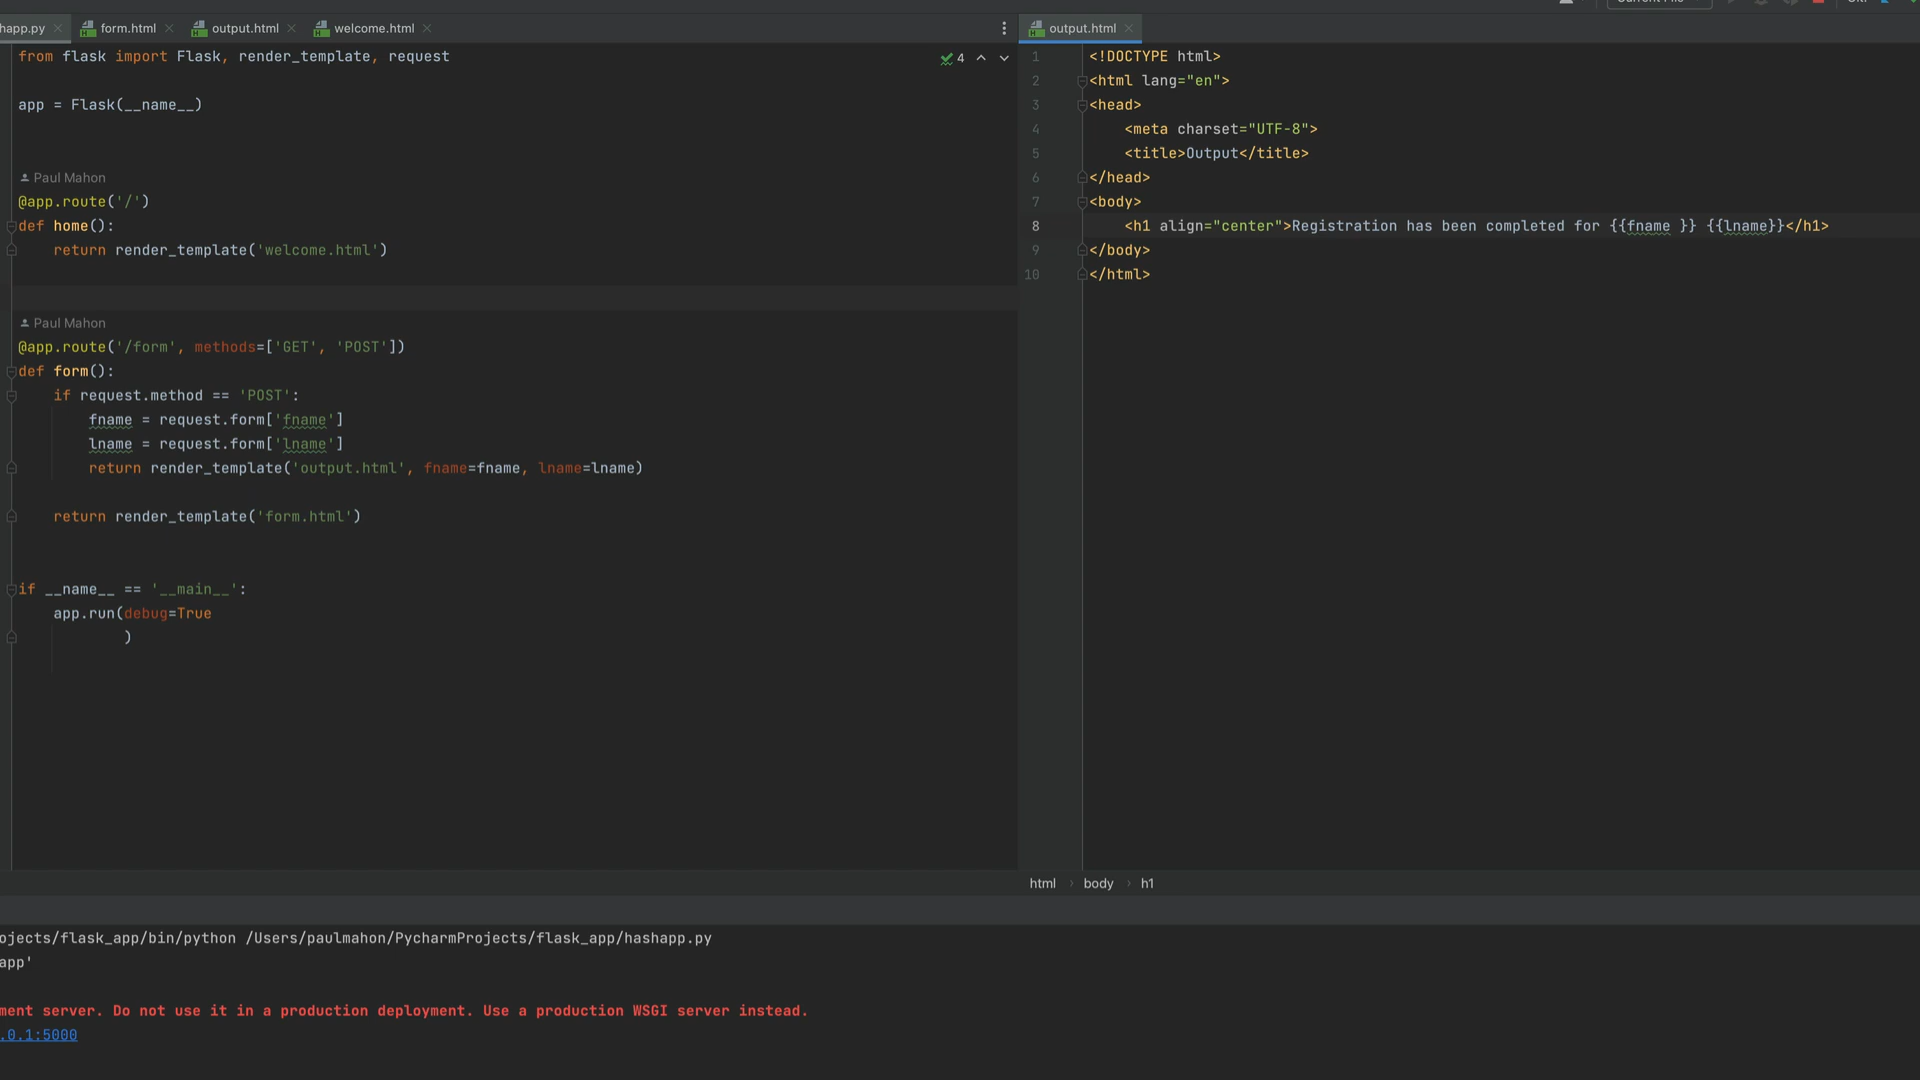 happ.py
form.html
output.html
welcome.html
output.html
from flask import Flask, render_template, request
4
app = Flask(__name__)
Paul Mahon
@app.route('/')
def home():
return render_template('welcome.html')
Paul Mahon
@app.route('/form', methods=['GET', 'POST'])
def form():
if request.method == 'POST':
fname = request.form['fname']
lname = request.form['lname']
return render_template('output.html', fname=fname, lname=lname)
return render_template('form.html')
if __name__ == '__main__':
app.run(debug=True
)
1 <!DOCTYPE html>
2 <html lang="en">
3 <head>
4 <meta charset="UTF-8">
5 <title>Output</title>
6 </head>
7 <body>
8 <h1 align="center">Registration has been completed for {{fname }} {{lname}}</h1>
9 </body>
10 </html>
html › body › h1
ojects/flask_app/bin/python /Users/paulmahon/PycharmProjects/flask_app/hashapp.py
app'
ment server. Do not use it in a production deployment. Use a production WSGI server instead.
.0.1:5000